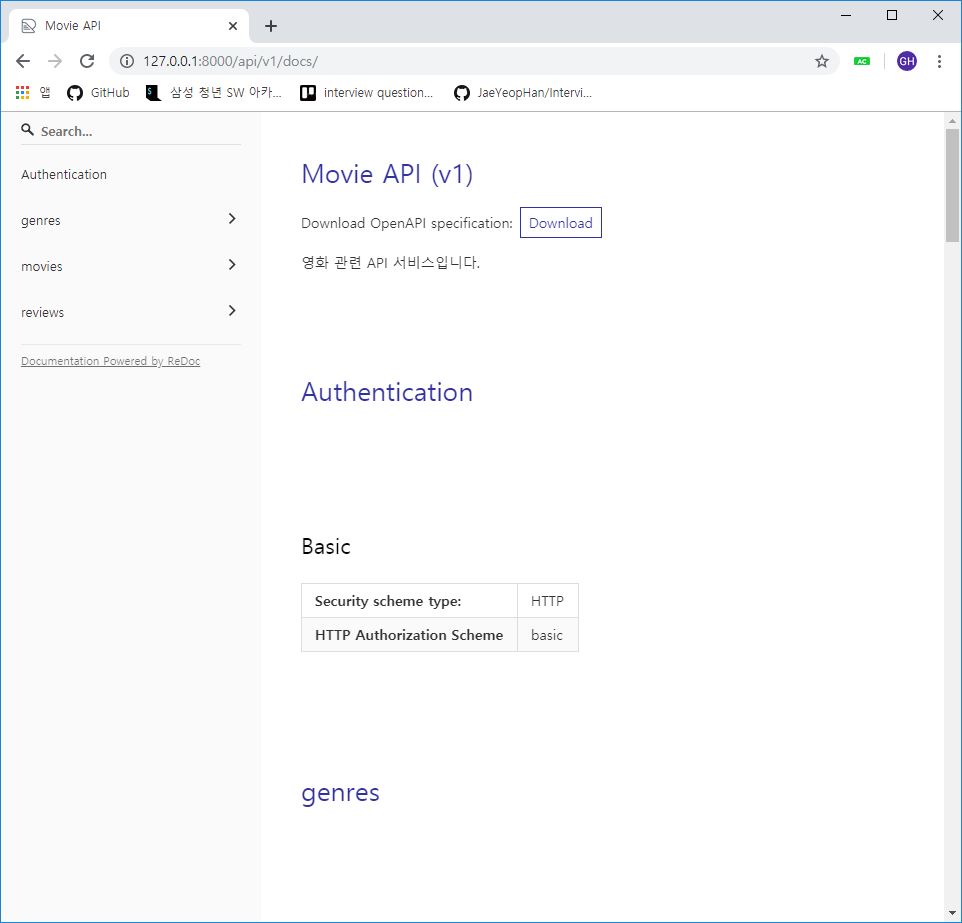 Movie API
127.0.0.1:8000/api/v1/docs/
AC
GH
앱
GitHub
삼성 청년 SW 아카...
interview question...
JaeYeopHan/Intervi...
Search...
Authentication
genres
movies
reviews
Documentation Powered by ReDoc
Movie API (v1)
Download OpenAPI specification: Download
영화 관련 API 서비스입니다.
Authentication
Basic
Security scheme type: HTTP
HTTP Authorization Scheme basic
genres